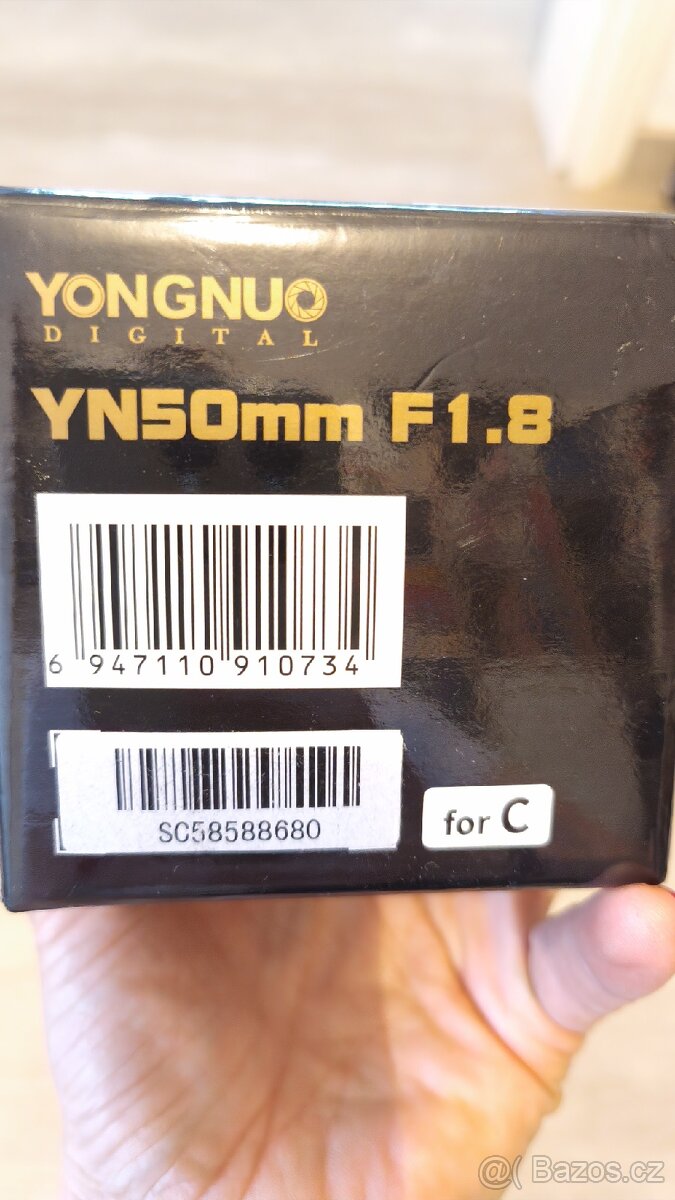 YONGNUO
DIGITAL
YN50mm F1.8
6 947110 910734
SC58588680
for C
@( Bazos.cz